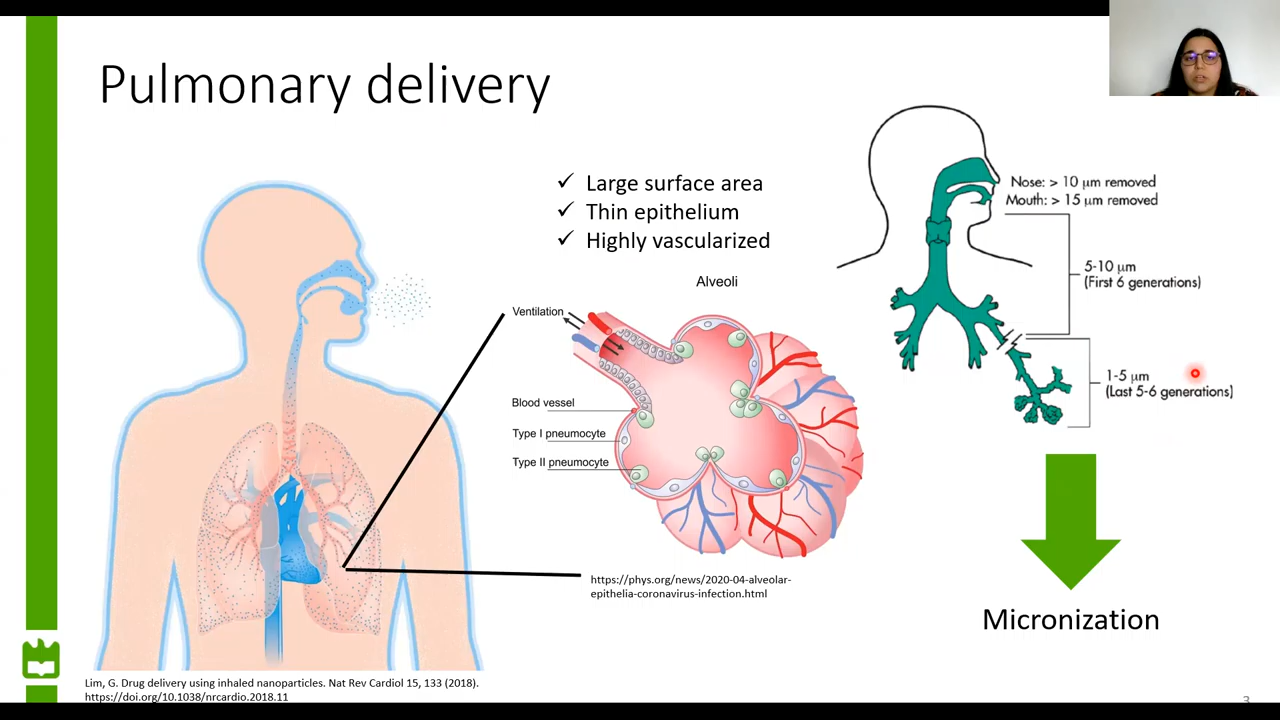 Pulmonary delivery
✓ Large surface area
✓ Thin epithelium
✓ Highly vascularized
Alveoli
Ventilation
Blood vessel
Type I pneumocyte
Type II pneumocyte
https://phys.org/news/2020-04-alveolar-
epithelia-coronavirus-infection.html
Nose: > 10 μm removed
Mouth: > 15 μm removed
5-10 μm
(First 6 generations)
1-5 μm
(Last 5-6 generations)
Micronization
Lim, G. Drug delivery using inhaled nanoparticles. Nat Rev Cardiol 15, 133 (2018).
https://doi.org/10.1038/nrcardio.2018.11
3